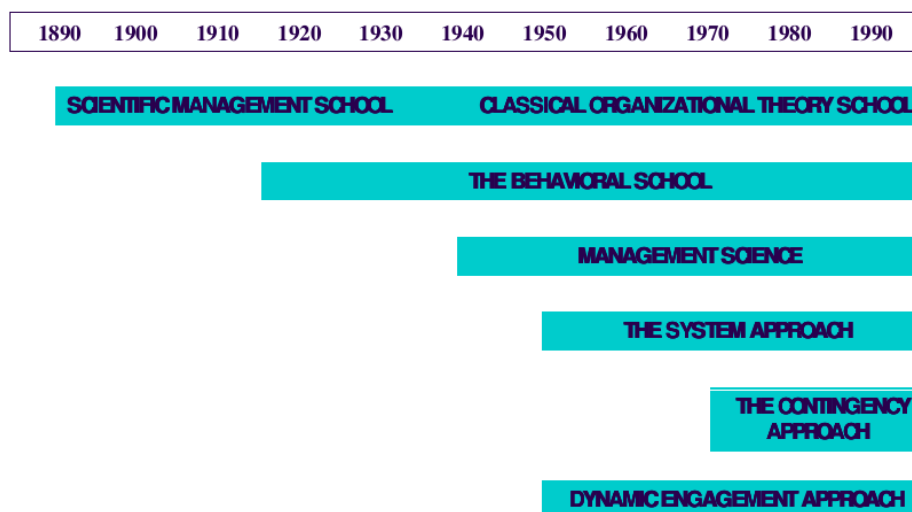 1890 1900 1910 1920 1930 1940 1950 1960 1970 1980 1990
SCIENTIFIC MANAGEMENT SCHOOL CLASSICAL ORGANIZATIONAL THEORY SCHOOL
THE BEHAVIORAL SCHOOL
MANAGEMENT SCIENCE
THE SYSTEM APPROACH
THE CONTINGENCY
APPROACH
DYNAMIC ENGAGEMENT APPROACH